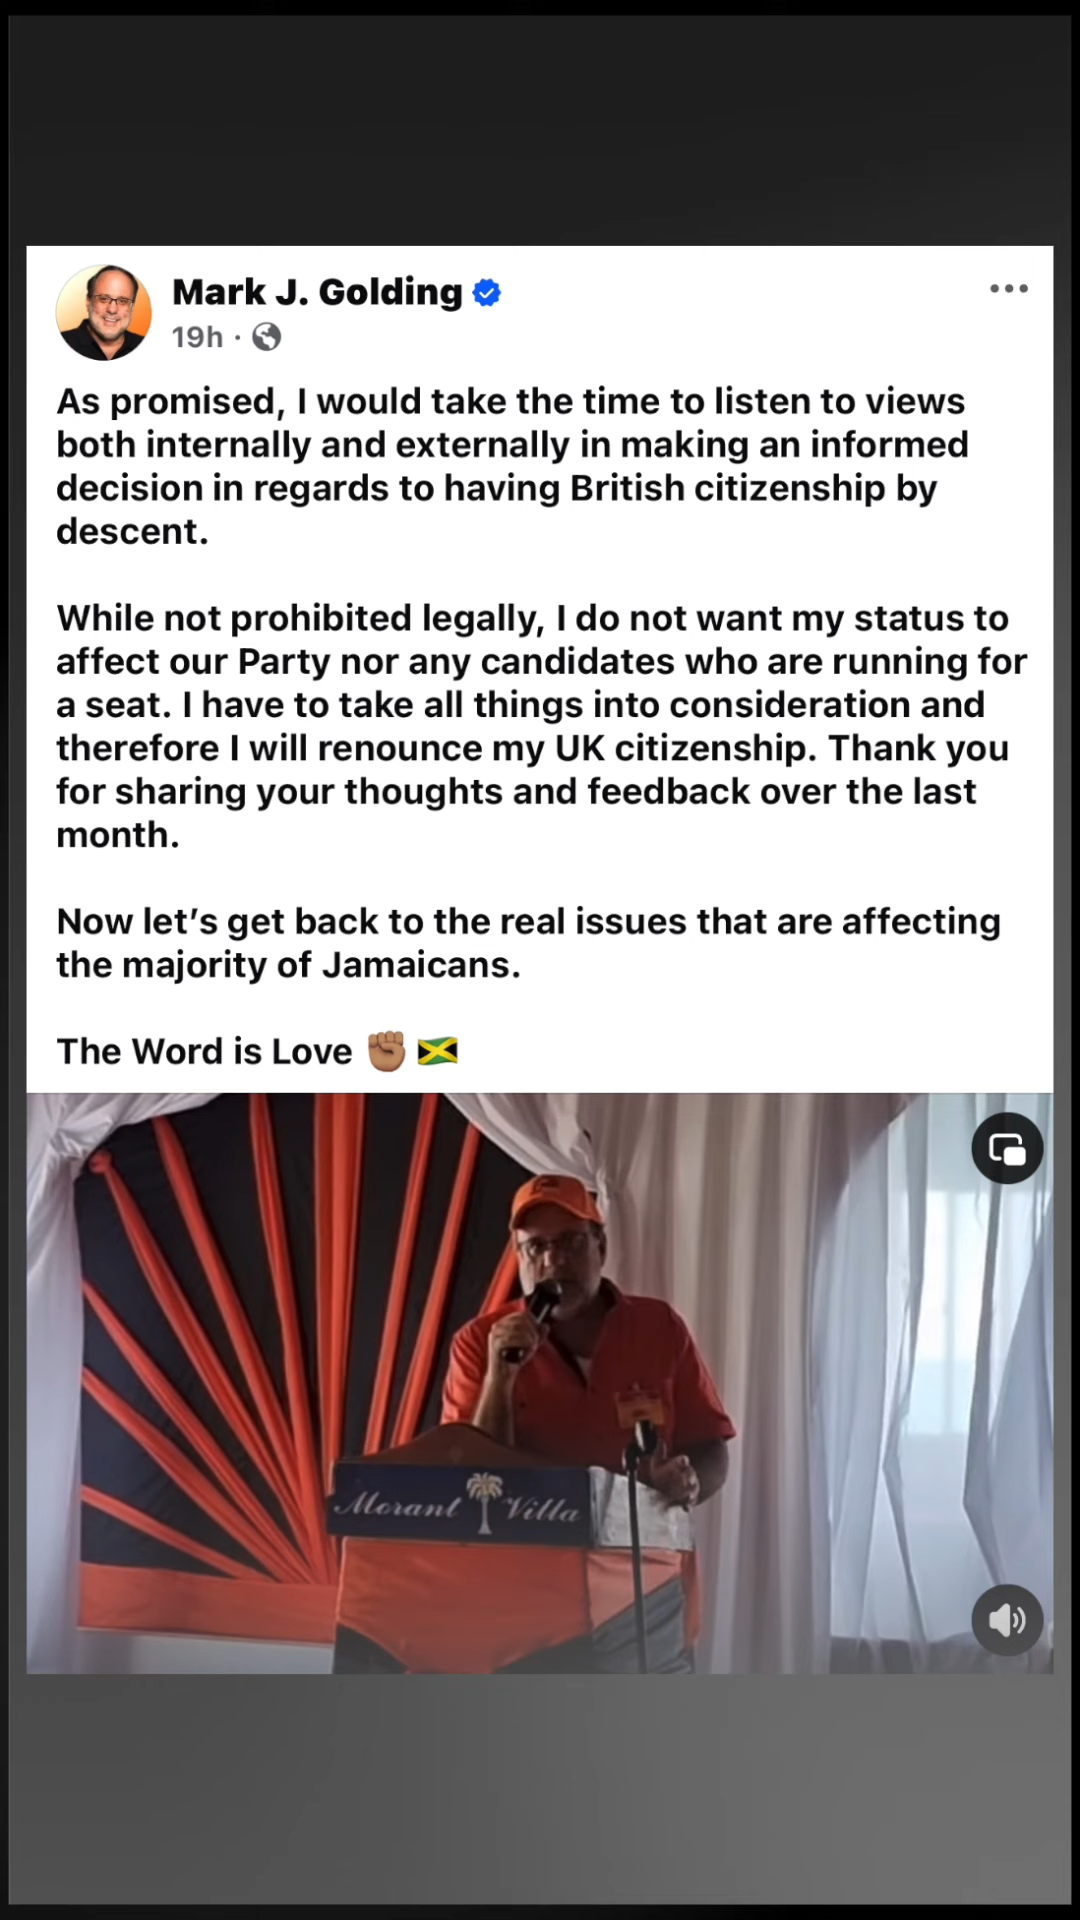 Mark J. Golding
19h ·
As promised, I would take the time to listen to views
both internally and externally in making an informed
decision in regards to having British citizenship by
descent.
While not prohibited legally, I do not want my status to
affect our Party nor any candidates who are running for
a seat. I have to take all things into consideration and
therefore I will renounce my UK citizenship. Thank you
for sharing your thoughts and feedback over the last
month.
Now let’s get back to the real issues that are affecting
the majority of Jamaicans.
The Word is Love ✊🏽 🇯🇲
Morant Villa